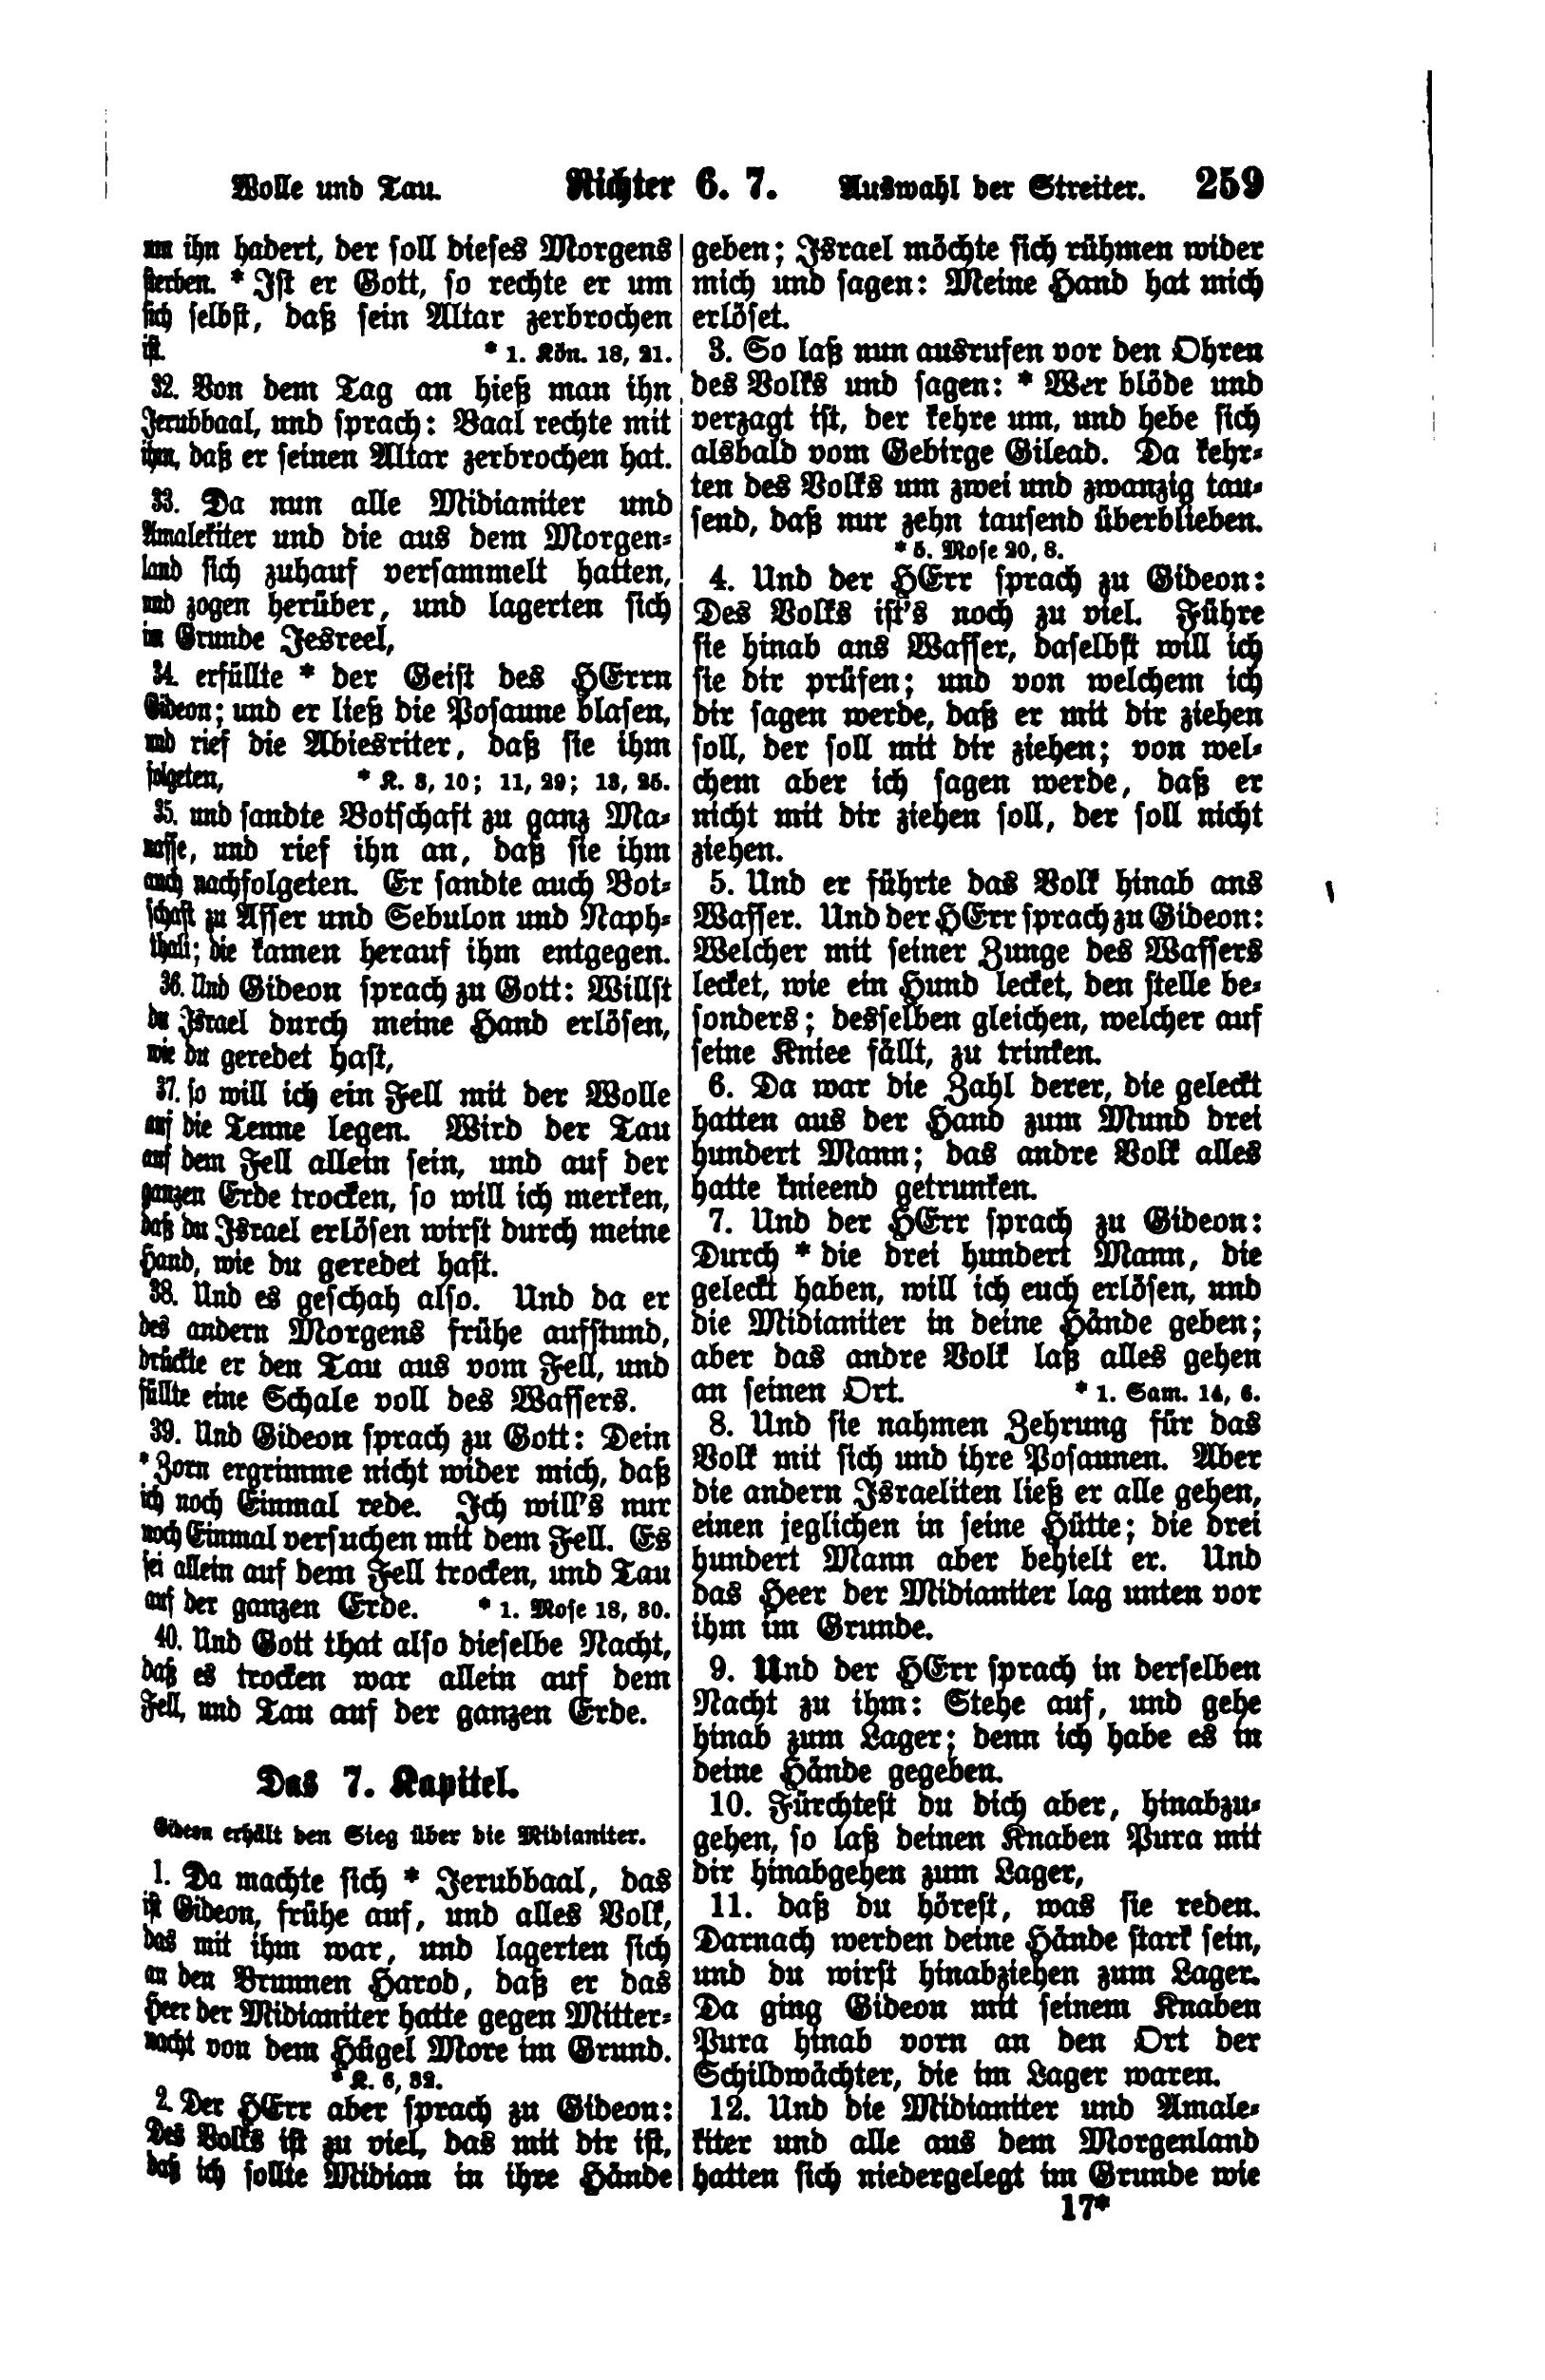 Wolle und Tau. Richter 6. 7. Auswahl der Streiter. 259
um ihn hadert, der soll dieses Morgens
sterben. * Ist er Gott, so rechte er um
sich selbst, daß sein Altar zerbrochen
ist. * 1. Kön. 18, 21.
32. Von dem Tag an hieß man ihn
Jerubbaal, und sprach: Baal rechte mit
ihm, daß er seinen Altar zerbrochen hat.
33. Da nun alle Midianiter und
Amalekiter und die aus dem Morgen-
land sich zuhauf versammelt hatten,
und zogen herüber, und lagerten sich
im Grunde Jesreel,
34. erfüllte * der Geist des HErrn
Gideon; und er ließ die Posaune blasen,
und rief die Abiesriter, daß sie ihm
folgeten, * K. 3, 10; 11, 29; 13, 25.
35. und sandte Botschaft zu ganz Ma-
nasse, und rief ihn an, daß sie ihm
auch nachfolgeten. Er sandte auch Bot-
schaft zu Asser und Sebulon und Naph-
thali; die kamen herauf ihm entgegen.
36. Und Gideon sprach zu Gott: Willst
du Israel durch meine Hand erlösen,
wie du geredet hast,
37. so will ich ein Fell mit der Wolle
auf die Tenne legen. Wird der Tau
auf dem Fell allein sein, und auf der
ganzen Erde trocken, so will ich merken,
daß du Israel erlösen wirst durch meine
Hand, wie du geredet hast.
38. Und es geschah also. Und da er
des andern Morgens frühe aufstund,
drückte er den Tau aus vom Fell, und
füllte eine Schale voll des Wassers.
39. Und Gideon sprach zu Gott: Dein
* Zorn ergrimme nicht wider mich, daß
ich noch Einmal rede. Ich will's nur
noch Einmal versuchen mit dem Fell. Es
sei allein auf dem Fell trocken, und Tau
auf der ganzen Erde. * 1. Mose 18, 30.
40. Und Gott that also dieselbe Nacht,
daß es trocken war allein auf dem
Fell, und Tau auf der ganzen Erde.
Das 7. Kapitel.
Gideon erhält den Sieg über die Midianiter.
1. Da machte sich * Jerubbaal, das
ist Gideon, frühe auf, und alles Volk,
das mit ihm war, und lagerten sich
an den Brunnen Harod, daß er das
Heer der Midianiter hatte gegen Mitter-
nacht von dem Hügel More im Grund.
* K. 6, 32.
2. Der HErr aber sprach zu Gideon:
Des Volks ist zu viel, das mit dir ist,
daß ich sollte Midian in ihre Hände
geben; Israel möchte sich rühmen wider
mich und sagen: Meine Hand hat mich
erlöset.
3. So laß nun ausrufen vor den Ohren
des Volks und sagen: * Wer blöde und
verzagt ist, der kehre um, und hebe sich
alsbald vom Gebirge Gilead. Da kehr-
ten des Volks um zwei und zwanzig tau-
send, daß nur zehn tausend überblieben.
* 5. Mose 20, 8.
4. Und der HErr sprach zu Gideon:
Des Volks ist's noch zu viel. Führe
sie hinab ans Wasser, daselbst will ich
sie dir prüfen; und von welchem ich
dir sagen werde, daß er mit dir ziehen
soll, der soll mit dir ziehen; von wel-
chem aber ich sagen werde, daß er
nicht mit dir ziehen soll, der soll nicht
ziehen.
5. Und er führte das Volk hinab ans
Wasser. Und der HErr sprach zu Gideon:
Welcher mit seiner Zunge des Wassers
lecket, wie ein Hund lecket, den stelle be-
sonders; desselben gleichen, welcher auf
seine Kniee fällt, zu trinken.
6. Da war die Zahl derer, die geleckt
hatten aus der Hand zum Mund drei
hundert Mann; das andre Volk alles
hatte knieend getrunken.
7. Und der HErr sprach zu Gideon:
Durch * die drei hundert Mann, die
geleckt haben, will ich euch erlösen, und
die Midianiter in deine Hände geben;
aber das andre Volk laß alles gehen
an seinen Ort. * 1. Sam. 14, 6.
8. Und sie nahmen Zehrung für das
Volk mit sich und ihre Posaunen. Aber
die andern Israeliten ließ er alle gehen,
einen jeglichen in seine Hütte; die drei
hundert Mann aber behielt er. Und
das Heer der Midianiter lag unten vor
ihm im Grunde.
9. Und der HErr sprach in derselben
Nacht zu ihm: Stehe auf, und gehe
hinab zum Lager; denn ich habe es in
deine Hände gegeben.
10. Fürchtest du dich aber, hinabzu-
gehen, so laß deinen Knaben Pura mit
dir hinabgehen zum Lager,
11. daß du hörest, was sie reden.
Darnach werden deine Hände stark sein,
und du wirst hinabziehen zum Lager.
Da ging Gideon mit seinem Knaben
Pura hinab vorn an den Ort der
Schildwächter, die im Lager waren.
12. Und die Midianiter und Amale-
kiter und alle aus dem Morgenland
hatten sich niedergelegt im Grunde wie
17*